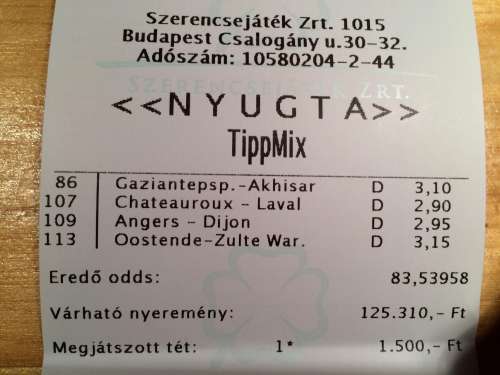 Szerencsejáték Zrt. 1015
Budapest Csalogány u.30-32.
Adószám: 10580204-2-44
SZERENCSEJÁTÉK ZRT.
<<NYUGTA>>
TippMix
86 Gaziantepsp.-Akhisar D 3,10
107 Chateauroux - Laval D 2,90
109 Angers - Dijon D 2,95
113 Oostende-Zulte War. D 3,15
Eredő odds: 83,53958
Várható nyeremény: 125.310,- Ft
Megjátszott tét: 1* 1.500,- Ft